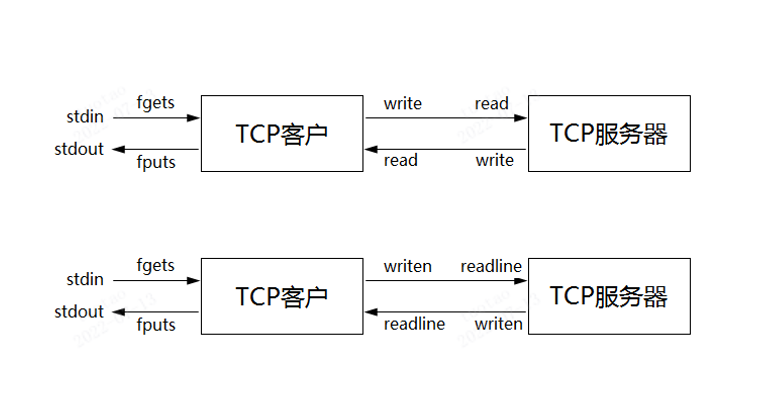 fgets
write read
stdin
TCP客户
TCP服务器
stdout
fputs
read write
fgets
writen readline
stdin
TCP客户
TCP服务器
stdout
fputs
readline writen